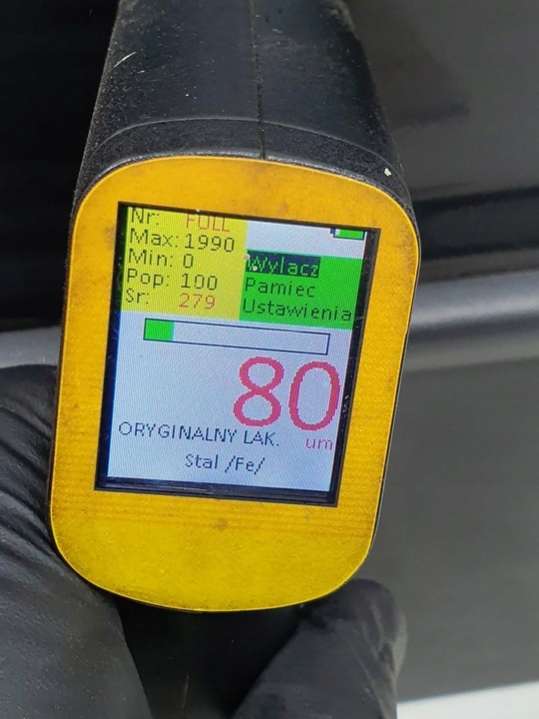 Nr: FULL
Max: 1990
Min: 0
Pop: 100
Sr: 279
Wylacz
Pamiec
Ustawienia
80
um
ORYGINALNY LAK.
Stal /Fe/